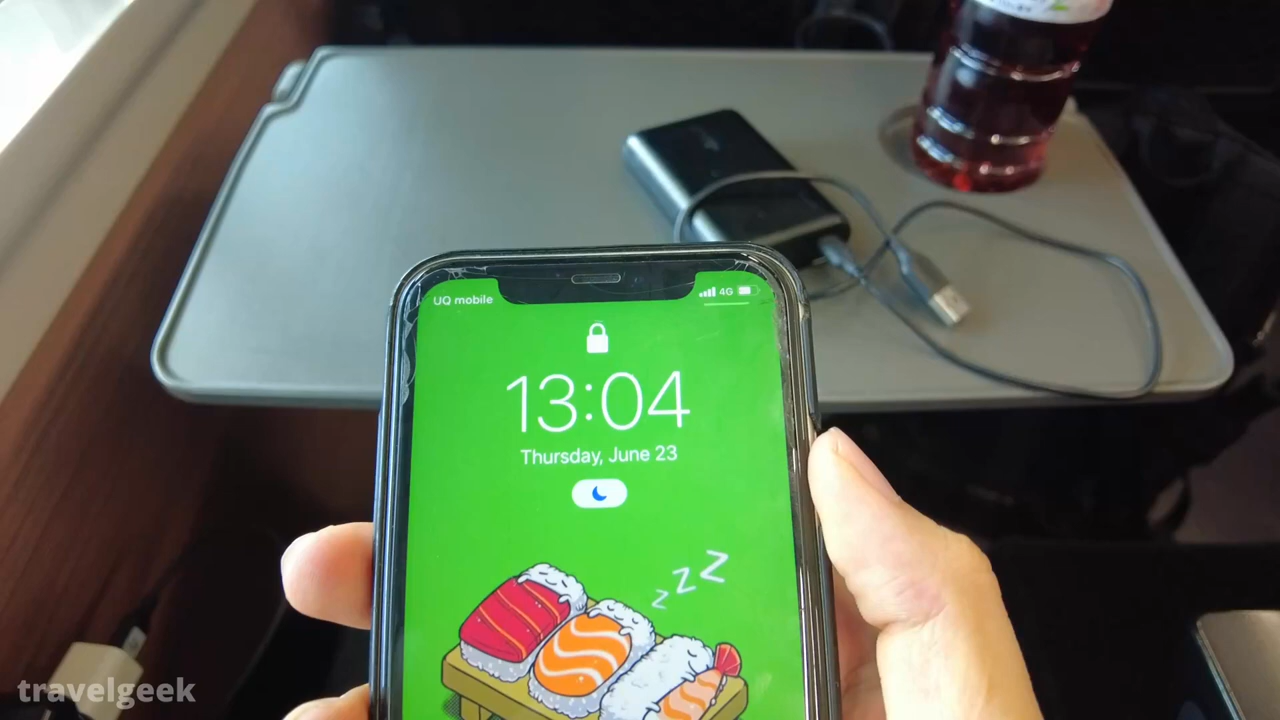 UQ mobile
4G
13:04
Thursday, June 23
z z z
travelgeek